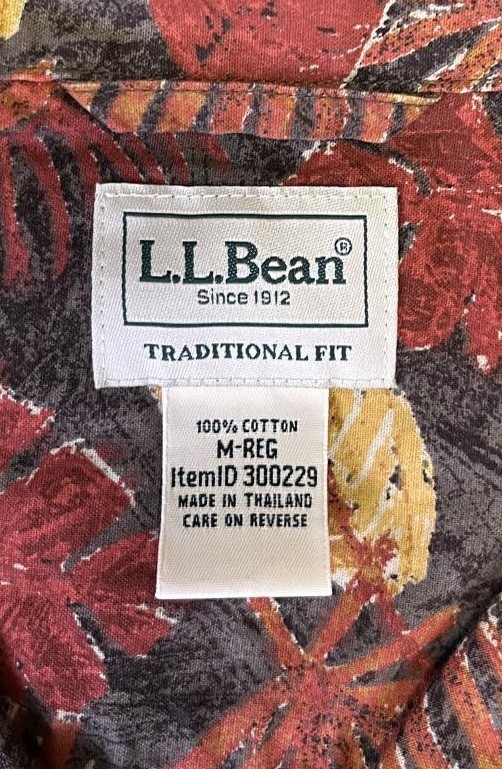 L.L.Bean®
Since 1912
TRADITIONAL FIT
100% COTTON
M-REG
ItemID 300229
MADE IN THAILAND
CARE ON REVERSE